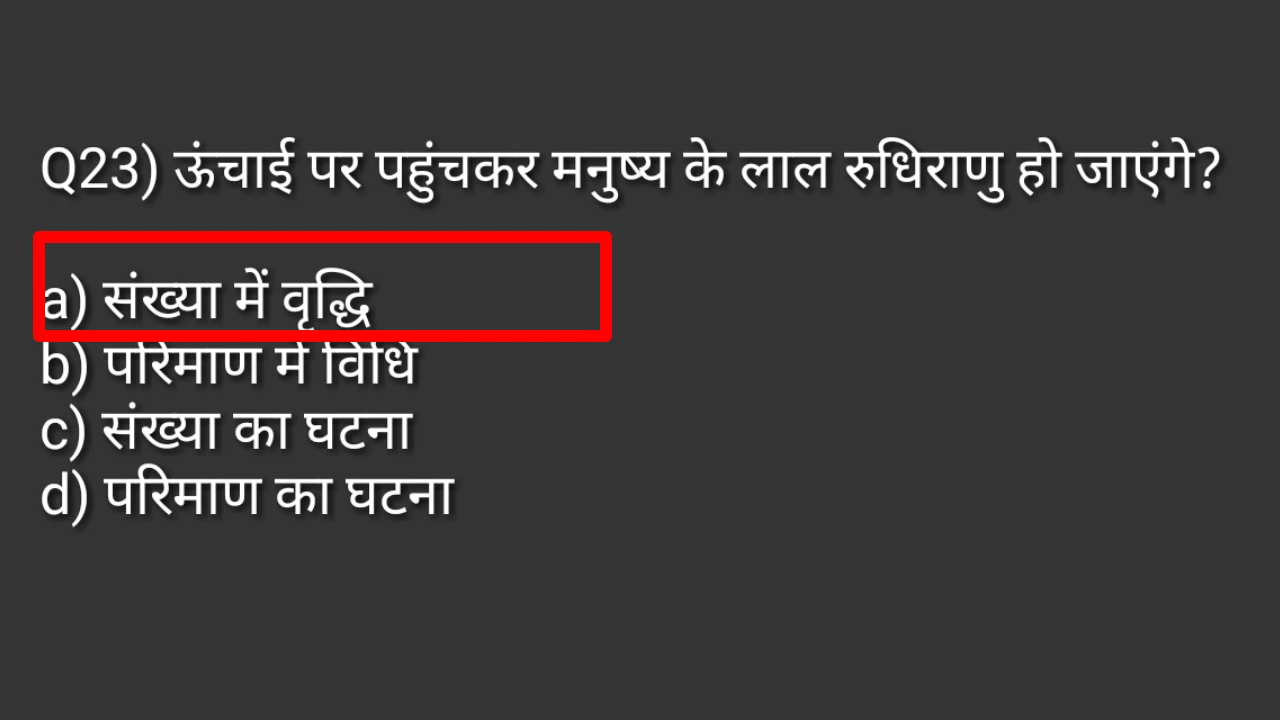 Q23) ऊंचाई पर पहुंचकर मनुष्य के लाल रुधिराणु हो जाएंगे?
a) संख्या में वृद्धि
b) परिमाण में विधि
c) संख्या का घटना
d) परिमाण का घटना